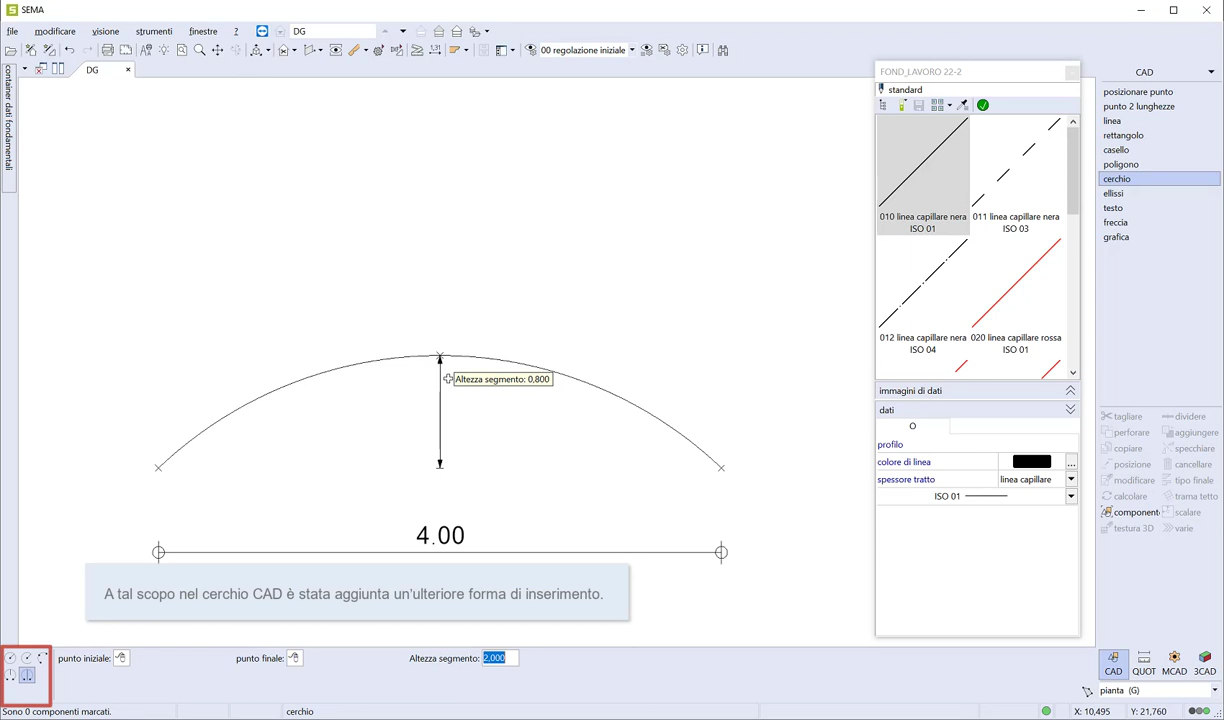 SEMA
file modificare visione strumenti finestre ? DG
00 regolazione iniziale
DG
container dati fondamentali
FOND_LAVORO 22-2
standard
010 linea capillare nera
ISO 01
011 linea capillare nera
ISO 03
012 linea capillare nera
ISO 04
020 linea capillare rossa
ISO 01
immagini di dati
dati
O
profilo
colore di linea
...
spessore tratto linea capillare
ISO 01
CAD
posizionare punto
punto 2 lunghezze
linea
rettangolo
casello
poligono
cerchio
ellissi
testo
freccia
grafica
tagliare dividere
perforare aggiungere
copiare specchiare
posizione cancellare
modificare tipo finale
calcolare trama tetto
component scalare
testura 3D varie
Altezza segmento: 0,800
4.00
A tal scopo nel cerchio CAD è stata aggiunta un'ulteriore forma di inserimento.
punto iniziale: punto finale: Altezza segmento: 2,000
CAD QUOT MCAD 3CAD
pianta (G)
Sono 0 componenti marcati. cerchio X: 10,495 Y: 21,760